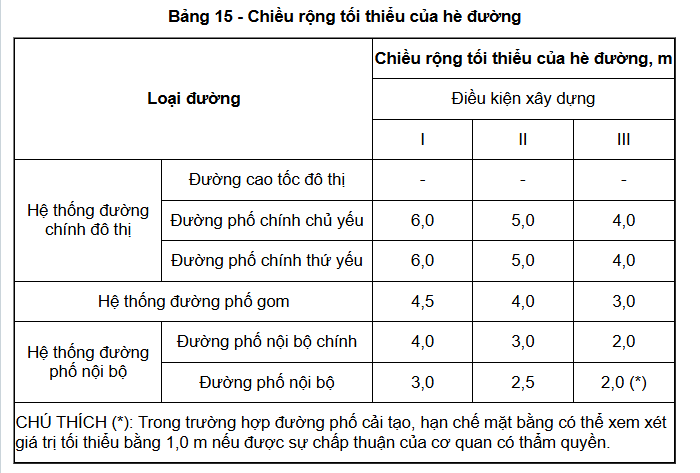 Bảng 15 - Chiều rộng tối thiểu của hè đường
Loại đường
Chiều rộng tối thiểu của hè đường, m
Điều kiện xây dựng
I II III
Hệ thống đường
chính đô thị
Đường cao tốc đô thị - - -
Đường phố chính chủ yếu 6,0 5,0 4,0
Đường phố chính thứ yếu 6,0 5,0 4,0
Hệ thống đường phố gom 4,5 4,0 3,0
Hệ thống đường
phố nội bộ
Đường phố nội bộ chính 4,0 3,0 2,0
Đường phố nội bộ 3,0 2,5 2,0 (*)
CHÚ THÍCH (*): Trong trường hợp đường phố cải tạo, hạn chế mặt bằng có thể xem xét
giá trị tối thiểu bằng 1,0 m nếu được sự chấp thuận của cơ quan có thẩm quyền.